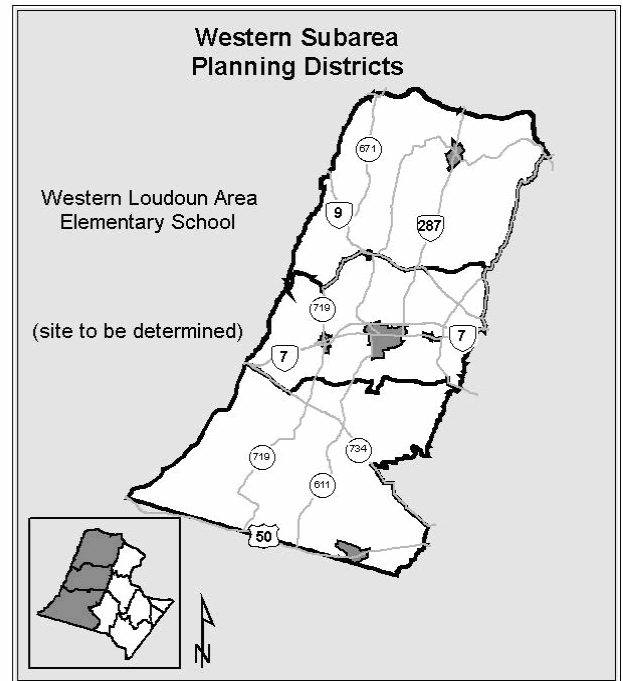 Western Subarea
Planning Districts
671
Western Loudoun Area
Elementary School
9
287
719
(site to be determined)
7
7
719
734
611
50
N